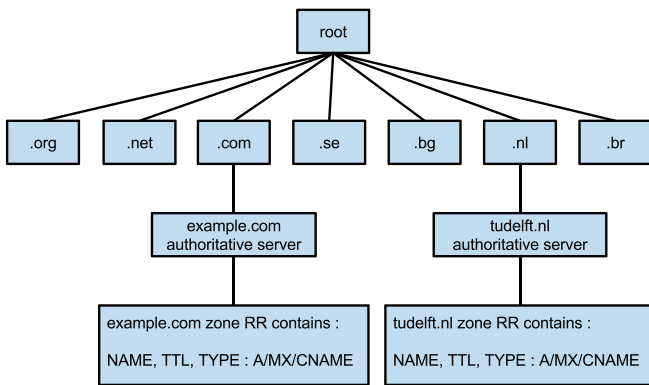 root
.org
.net
.com
.se
.bg
.nl
.br
example.com
authoritative server
tudelft.nl
authoritative server
example.com zone RR contains :
NAME, TTL, TYPE : A/MX/CNAME
tudelft.nl zone RR contains :
NAME, TTL, TYPE : A/MX/CNAME